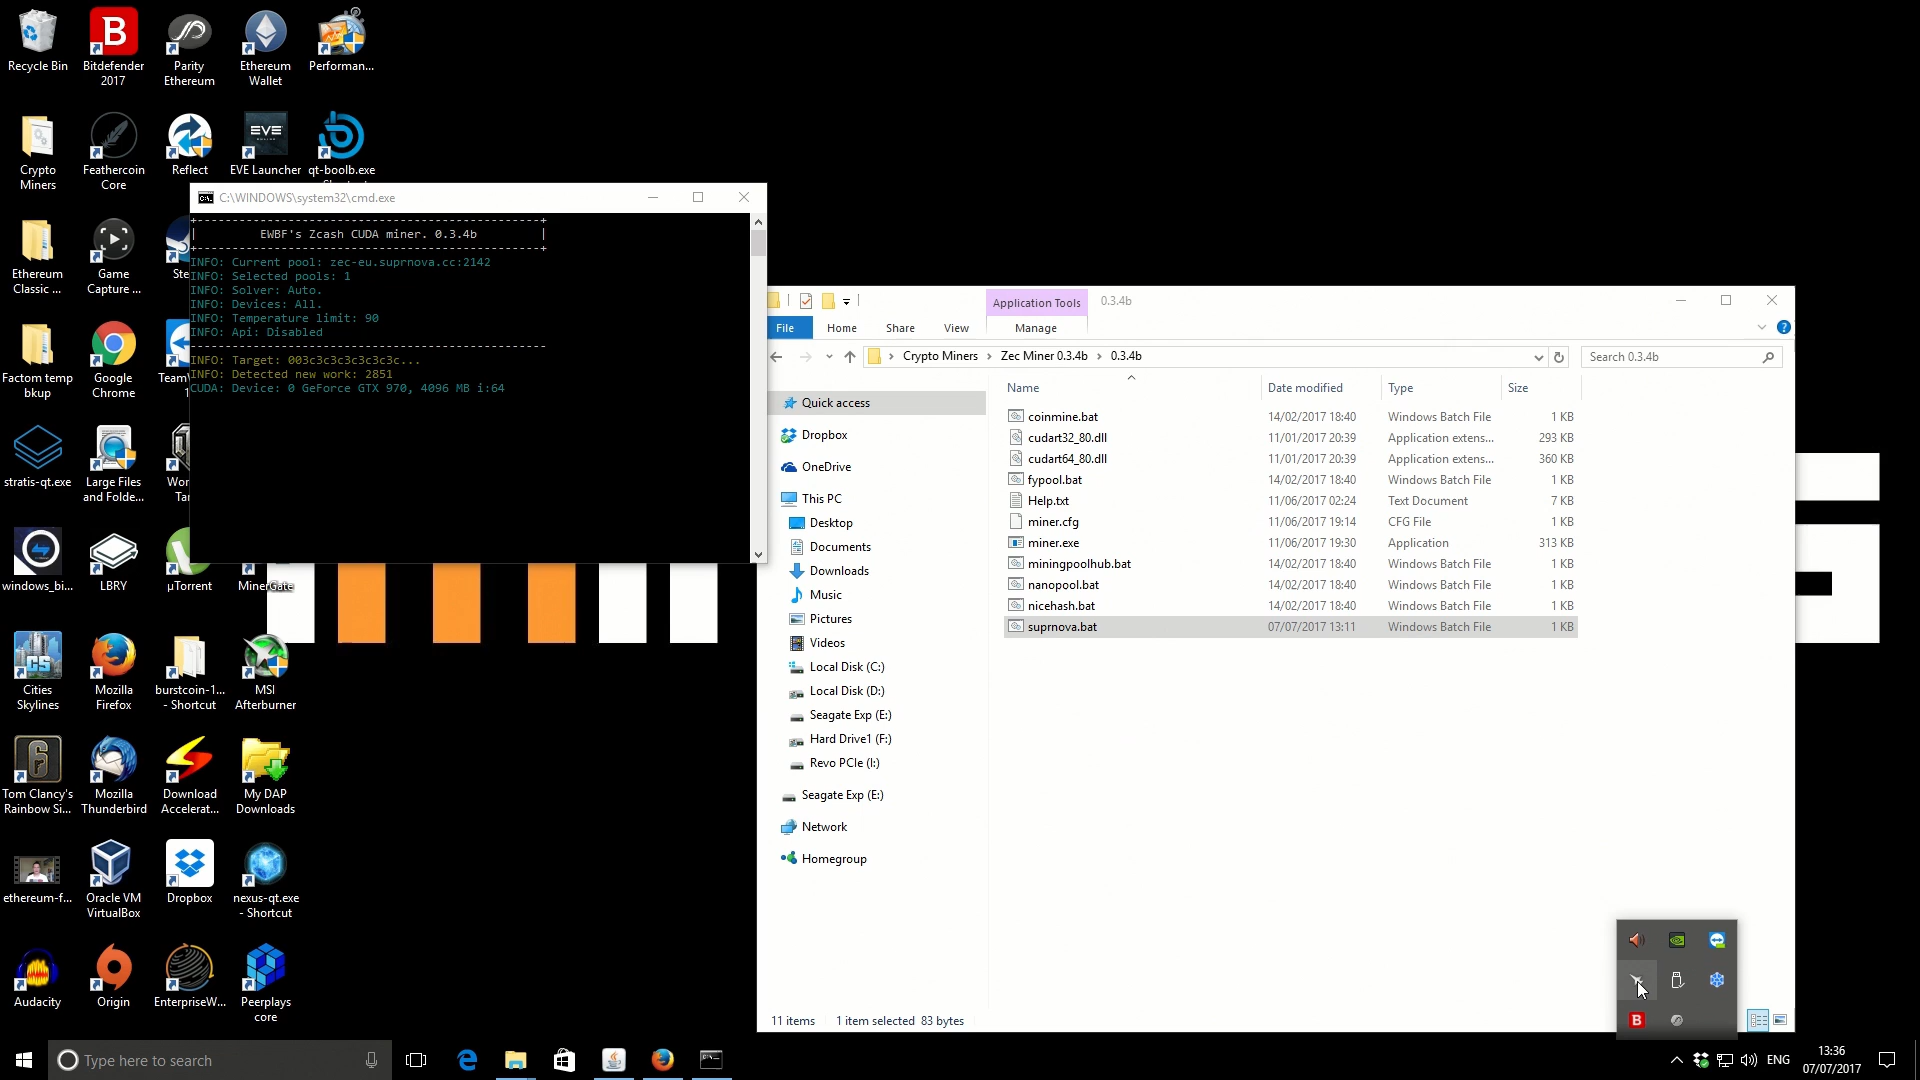 Recycle Bin
Bitdefender
2017
Parity
Ethereum
Ethereum
Wallet
Performan...
Crypto
Miners
Feathercoin
Core
Reflect
EVE Launcher
qt-boolb.exe
Ethereum
Classic ...
Game
Capture ...
Ste
Factom temp
bkup
Google
Chrome
TeamV
1
stratis-qt.exe
Large Files
and Folde...
Wor
Tar
windows_bi...
LBRY
µTorrent
MinerGate
Cities
Skylines
Mozilla
Firefox
burstcoin-1...
- Shortcut
MSI
Afterburner
Tom Clancy's
Rainbow Si...
Mozilla
Thunderbird
Download
Accelerat...
My DAP
Downloads
ethereum-f...
Oracle VM
VirtualBox
Dropbox
nexus-qt.exe
- Shortcut
Audacity
Origin
EnterpriseW...
Peerplays
core
C:\WINDOWS\system32\cmd.exe
EWBF's Zcash CUDA miner. 0.3.4b
INFO: Current pool: zec-eu.suprnova.cc:2142
INFO: Selected pools: 1
INFO: Solver: Auto.
INFO: Devices: All.
INFO: Temperature limit: 90
INFO: Api: Disabled
INFO: Target: 003c3c3c3c3c3c3c...
INFO: Detected new work: 2851
CUDA: Device: 0 GeForce GTX 970, 4096 MB i:64
Application Tools
0.3.4b
File Home Share View Manage
Crypto Miners > Zec Miner 0.3.4b > 0.3.4b
Search 0.3.4b
Quick access
Dropbox
OneDrive
This PC
Desktop
Documents
Downloads
Music
Pictures
Videos
Local Disk (C:)
Local Disk (D:)
Seagate Exp (E:)
Hard Drive1 (F:)
Revo PCIe (I:)
Seagate Exp (E:)
Network
Homegroup
Name Date modified Type Size
coinmine.bat 14/02/2017 18:40 Windows Batch File 1 KB
cudart32_80.dll 11/01/2017 20:39 Application extens... 293 KB
cudart64_80.dll 11/01/2017 20:39 Application extens... 360 KB
fypool.bat 14/02/2017 18:40 Windows Batch File 1 KB
Help.txt 11/06/2017 02:24 Text Document 7 KB
miner.cfg 11/06/2017 19:14 CFG File 1 KB
miner.exe 11/06/2017 19:30 Application 313 KB
miningpoolhub.bat 14/02/2017 18:40 Windows Batch File 1 KB
nanopool.bat 14/02/2017 18:40 Windows Batch File 1 KB
nicehash.bat 14/02/2017 18:40 Windows Batch File 1 KB
suprnova.bat 07/07/2017 13:11 Windows Batch File 1 KB
11 items 1 item selected 83 bytes
Type here to search
ENG
13:36
07/07/2017